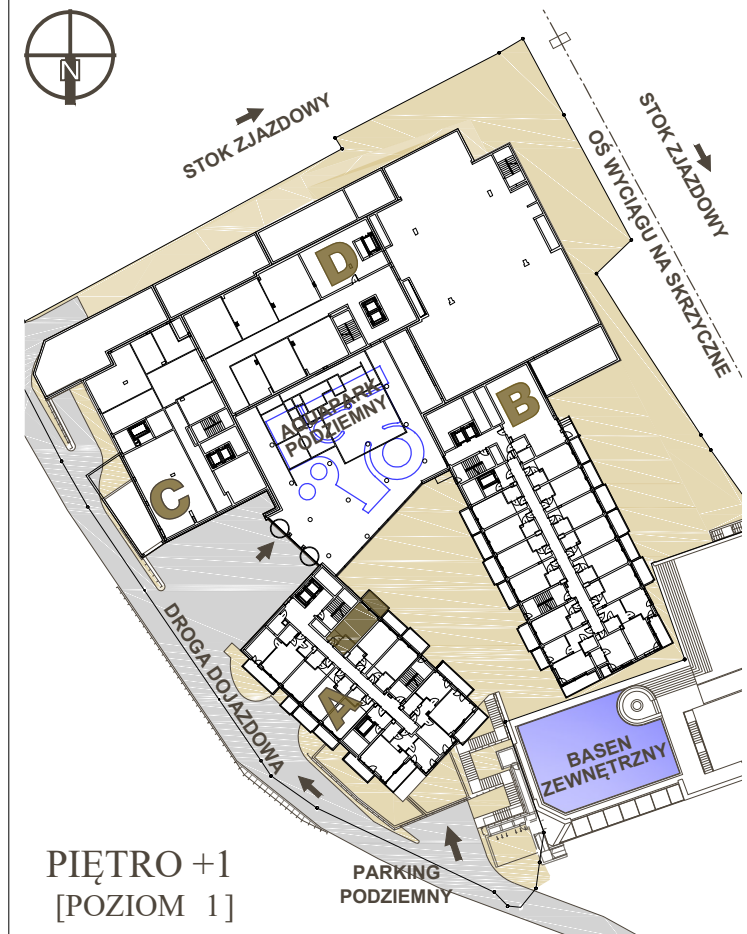 N
STOK ZJAZDOWY
STOK ZJAZDOWY
OŚ WYCIĄGU NA SKRZYCZNE
D
AQUAPARK
PODZIEMNY
B
C
A
DROGA DOJAZDOWA
BASEN
ZEWNĘTRZNY
PARKING
PODZIEMNY
PIĘTRO +1
[POZIOM 1]